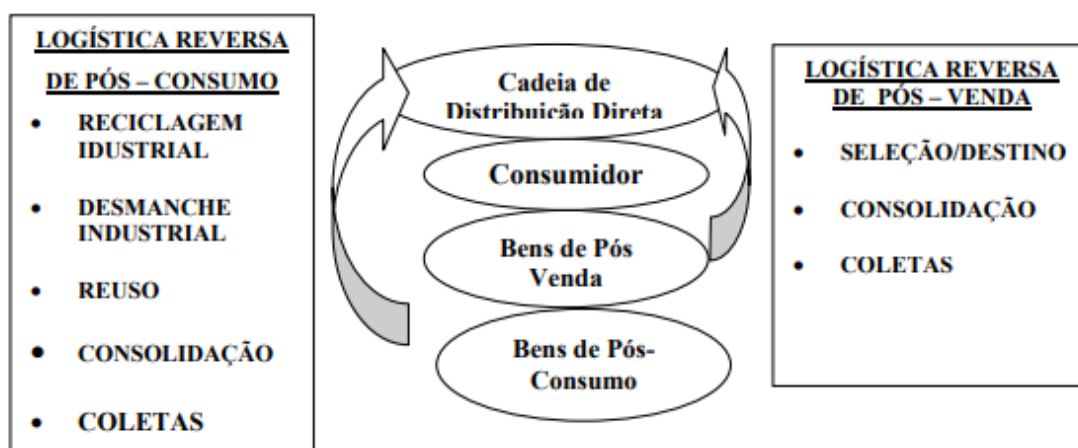 LOGÍSTICA REVERSA
DE PÓS – CONSUMO
• RECICLAGEM
IDUSTRIAL
• DESMANCHE
INDUSTRIAL
• REUSO
• CONSOLIDAÇÃO
• COLETAS
Cadeia de
Distribuição Direta
Consumidor
Bens de Pós
Venda
Bens de Pós-
Consumo
LOGÍSTICA REVERSA
DE PÓS – VENDA
• SELEÇÃO/DESTINO
• CONSOLIDAÇÃO
• COLETAS